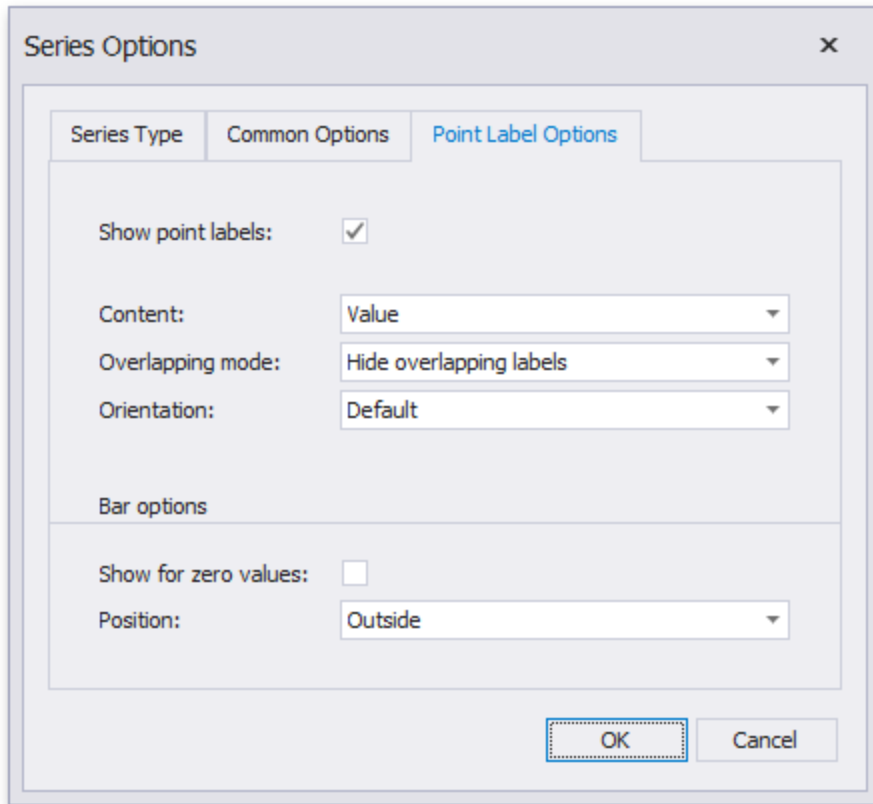 Series Options
Series Type Common Options Point Label Options
Show point labels:
Content: Value
Overlapping mode: Hide overlapping labels
Orientation: Default
Bar options
Show for zero values:
Position: Outside
OK Cancel